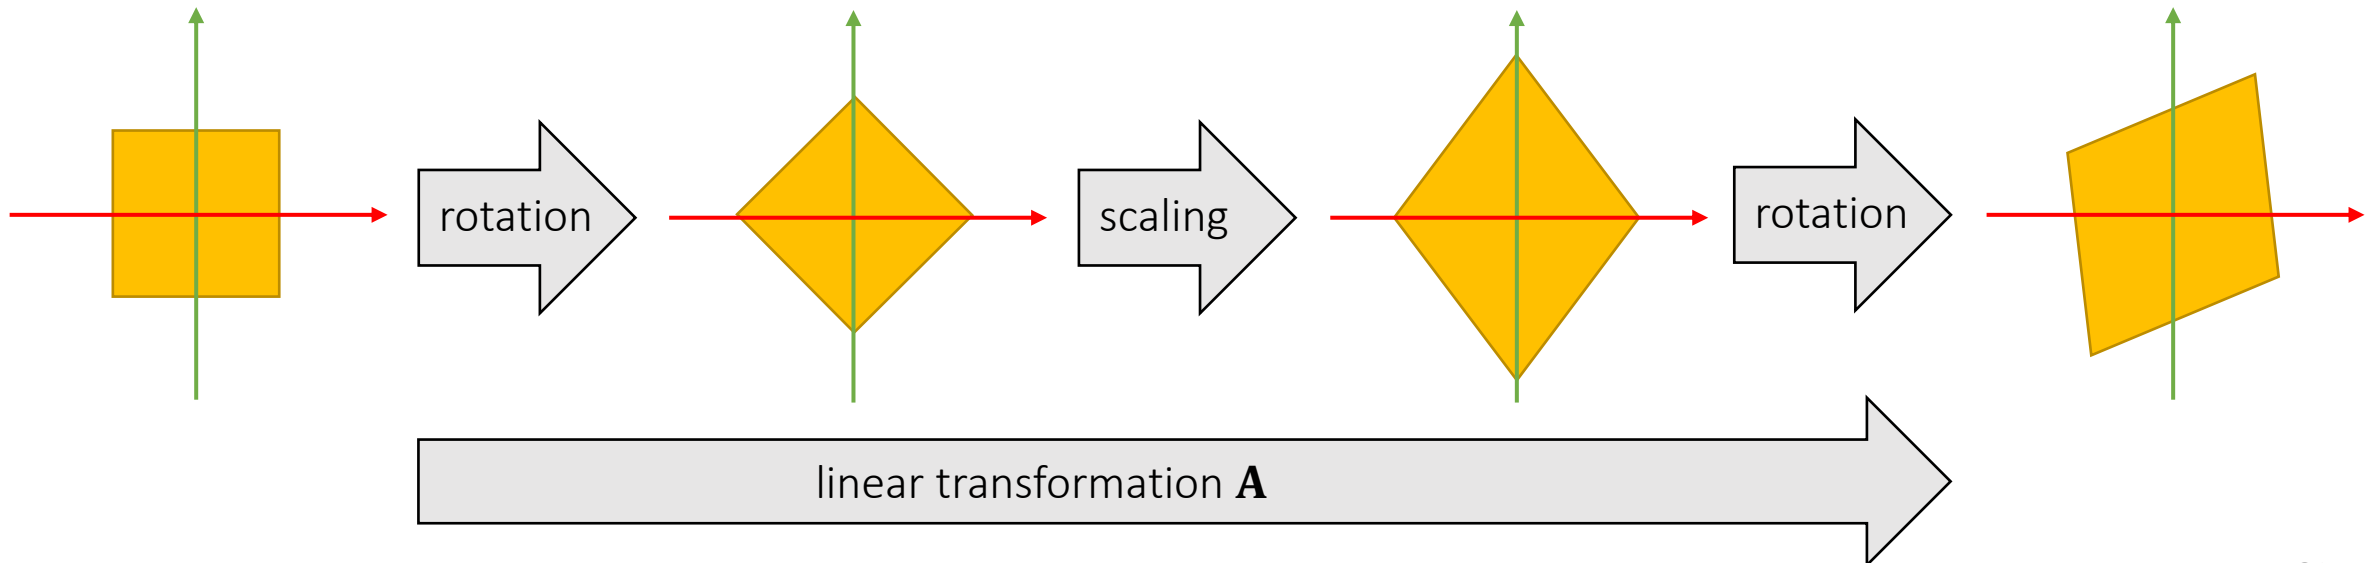 rotation
scaling
rotation
linear transformation A